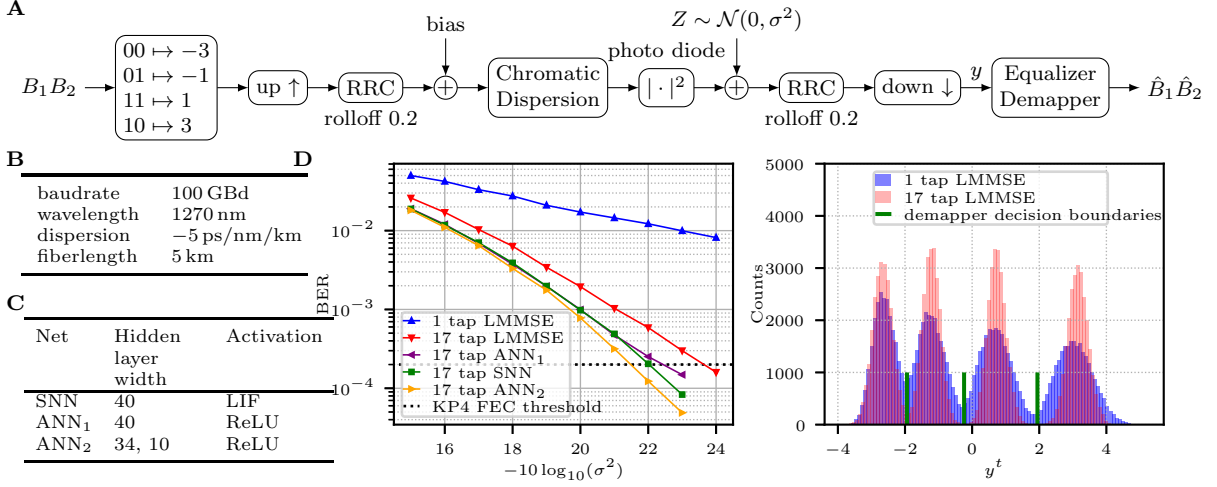 A
B₁B₂
00 ↦ −3
01 ↦ −1
11 ↦ 1
10 ↦ 3
up ↑
RRC
rolloff 0.2
bias
+
Chromatic
Dispersion
photo diode
| · |²
Z ∼ 𝒩(0, σ²)
+
RRC
rolloff 0.2
down ↓
y
Equalizer
Demapper
B̂₁B̂₂
B
baudrate 100 GBd
wavelength 1270 nm
dispersion −5 ps/nm/km
fiberlength 5 km
C
Net Hidden layer width Activation
SNN 40 LIF
ANN₁ 40 ReLU
ANN₂ 34, 10 ReLU
D
BER
10⁻²
10⁻³
10⁻⁴
1 tap LMMSE
17 tap LMMSE
17 tap ANN₁
17 tap SNN
17 tap ANN₂
KP4 FEC threshold
16 18 20 22 24
−10 log₁₀(σ²)
Counts
5000
4000
3000
2000
1000
0
1 tap LMMSE
17 tap LMMSE
demapper decision boundaries
−4 −2 0 2 4
yᵗ